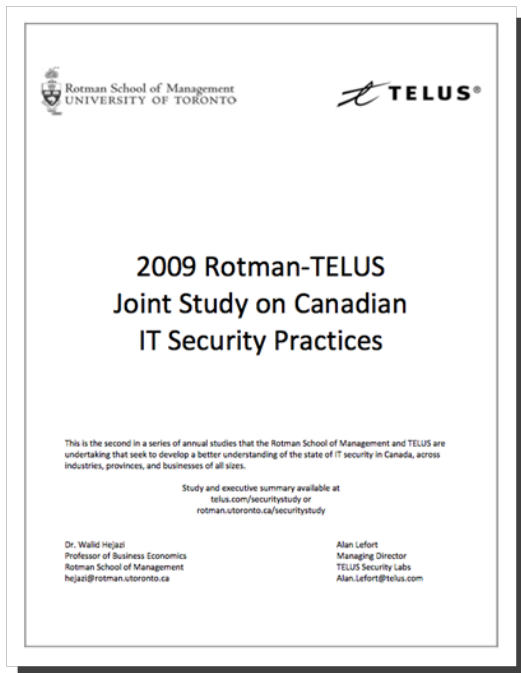 Rotman School of Management
UNIVERSITY OF TORONTO
TELUS®
2009 Rotman-TELUS
Joint Study on Canadian
IT Security Practices
This is the second in a series of annual studies that the Rotman School of Management and TELUS are
undertaking that seek to develop a better understanding of the state of IT security in Canada, across
industries, provinces, and businesses of all sizes.
Study and executive summary available at
telus.com/securitystudy or
rotman.utoronto.ca/securitystudy
Dr. Walid Hejazi
Professor of Business Economics
Rotman School of Management
hejazi@rotman.utoronto.ca
Alan Lefort
Managing Director
TELUS Security Labs
Alan.Lefort@telus.com